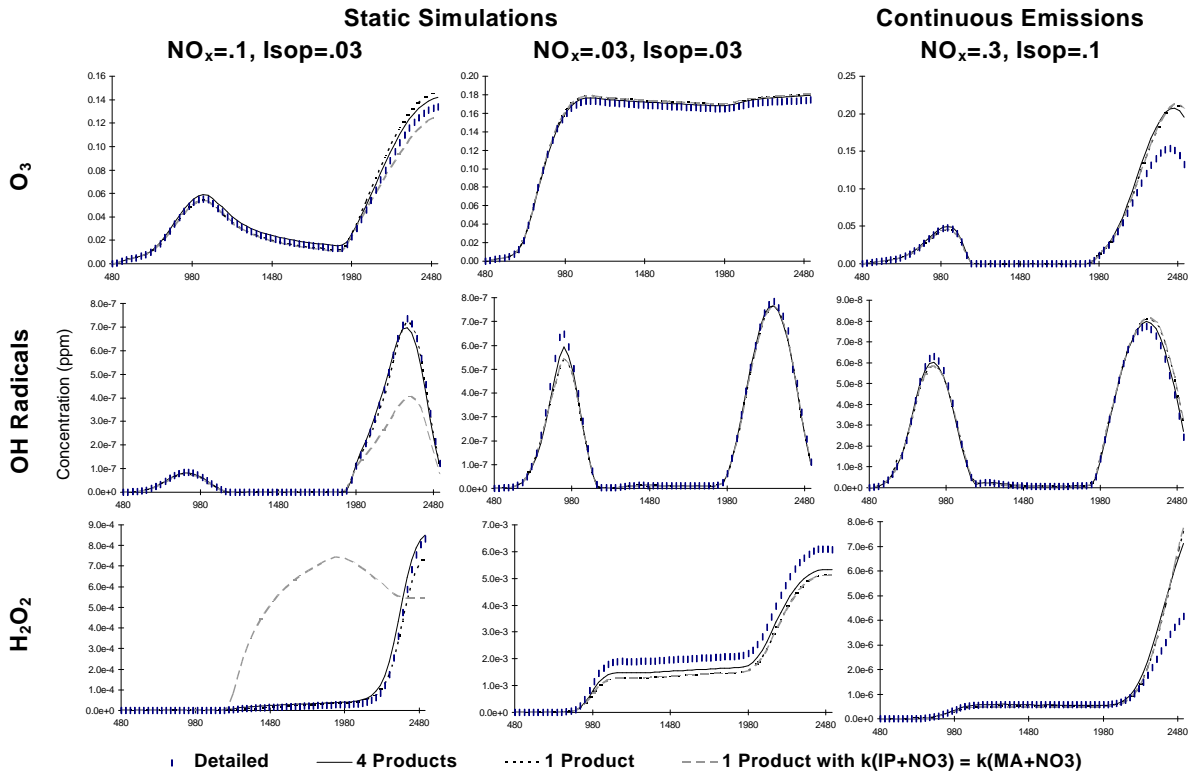 Static Simulations
Continuous Emissions
NOx=.1, Isop=.03
NOx=.03, Isop=.03
NOx=.3, Isop=.1
O3
0.16
0.14
0.12
0.10
0.08
0.06
0.04
0.02
0.00
480 980 1480 1980 2480
0.20
0.18
0.16
0.14
0.12
0.10
0.08
0.06
0.04
0.02
0.00
480 980 1480 1980 2480
0.25
0.20
0.15
0.10
0.05
0.00
480 980 1480 1980 2480
OH Radicals
Concentration (ppm)
8.0e-7
7.0e-7
6.0e-7
5.0e-7
4.0e-7
3.0e-7
2.0e-7
1.0e-7
0.0e+0
480 980 1480 1980 2480
8.0e-7
7.0e-7
6.0e-7
5.0e-7
4.0e-7
3.0e-7
2.0e-7
1.0e-7
0.0e+0
480 980 1480 1980 2480
9.0e-8
8.0e-8
7.0e-8
6.0e-8
5.0e-8
4.0e-8
3.0e-8
2.0e-8
1.0e-8
0.0e+0
480 980 1480 1980 2480
H2O2
9.0e-4
8.0e-4
7.0e-4
6.0e-4
5.0e-4
4.0e-4
3.0e-4
2.0e-4
1.0e-4
0.0e+0
480 980 1480 1980 2480
7.0e-3
6.0e-3
5.0e-3
4.0e-3
3.0e-3
2.0e-3
1.0e-3
0.0e+0
480 980 1480 1980 2480
8.0e-6
7.0e-6
6.0e-6
5.0e-6
4.0e-6
3.0e-6
2.0e-6
1.0e-6
0.0e+0
480 980 1480 1980 2480
Detailed 4 Products 1 Product 1 Product with k(IP+NO3) = k(MA+NO3)